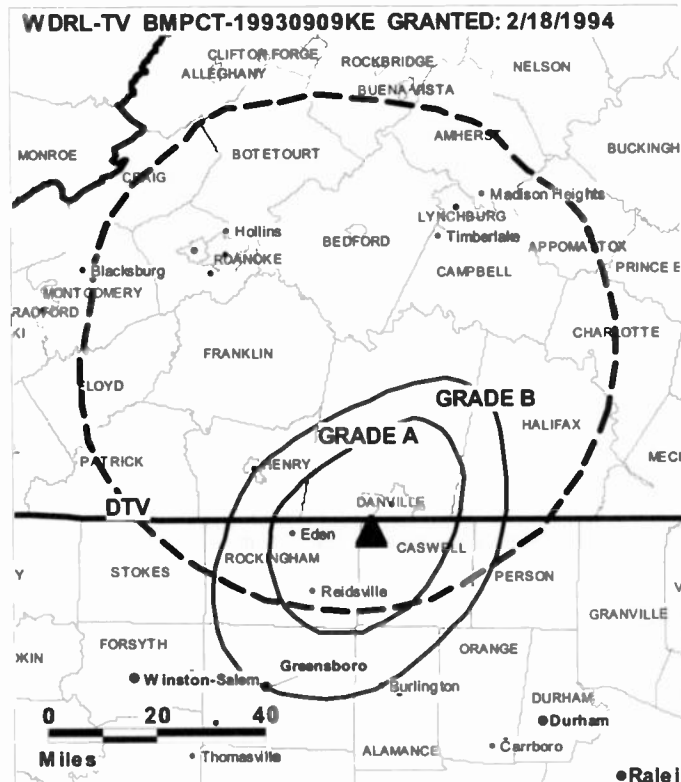 WDRL-TV BMPCT-19930909KE GRANTED: 2/18/1994
CLIFTON FORGE
ROCKBRIDGE
NELSON
ALLEGHANY
BUENA VISTA
AMHERST
BUCKINGH
MONROE
BOTETOURT
CRAIG
Madison Heights
LYNCHBURG
Hollins
BEDFORD
Timberlake
APPOMATTOX
ROANOKE
Blacksburg
CAMPBELL
PRINCE E
MONTGOMERY
RADFORD
KI
CHARLOTTE
FRANKLIN
FLOYD
GRADE B
HALIFAX
GRADE A
PATRICK
HENRY
MEC
DANVILLE
DTV
Eden
ROCKINGHAM
CASWELL
Y
STOKES
PERSON
Reidsville
GRANVILLE
V
FORSYTH
ORANGE
DKIN
Greensboro
Winston-Salem
Burlington
DURHAM
0 20 40
Durham
Miles
Thomasville
ALAMANCE
Carrboro
Ralei